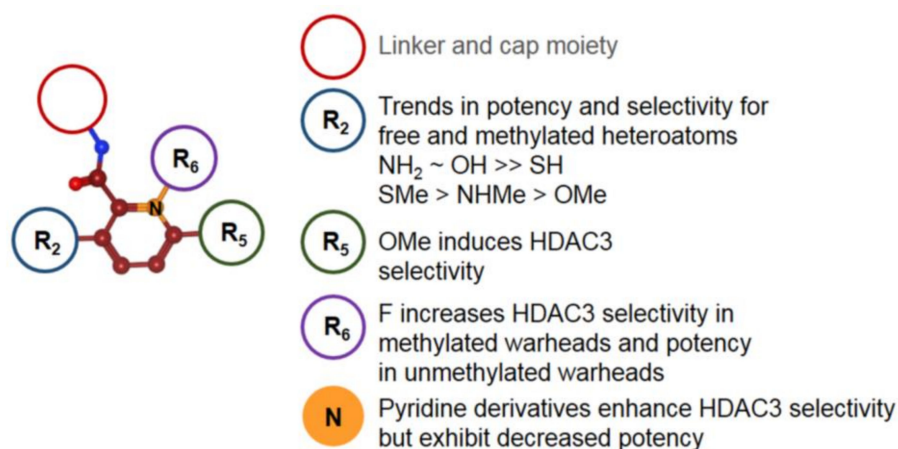 Linker and cap moiety
R2
Trends in potency and selectivity for
free and methylated heteroatoms
NH2 ~ OH >> SH
SMe > NHMe > OMe
R6
N
R2
R5
R5
OMe induces HDAC3
selectivity
R6
F increases HDAC3 selectivity in
methylated warheads and potency
in unmethylated warheads
N
Pyridine derivatives enhance HDAC3 selectivity
but exhibit decreased potency